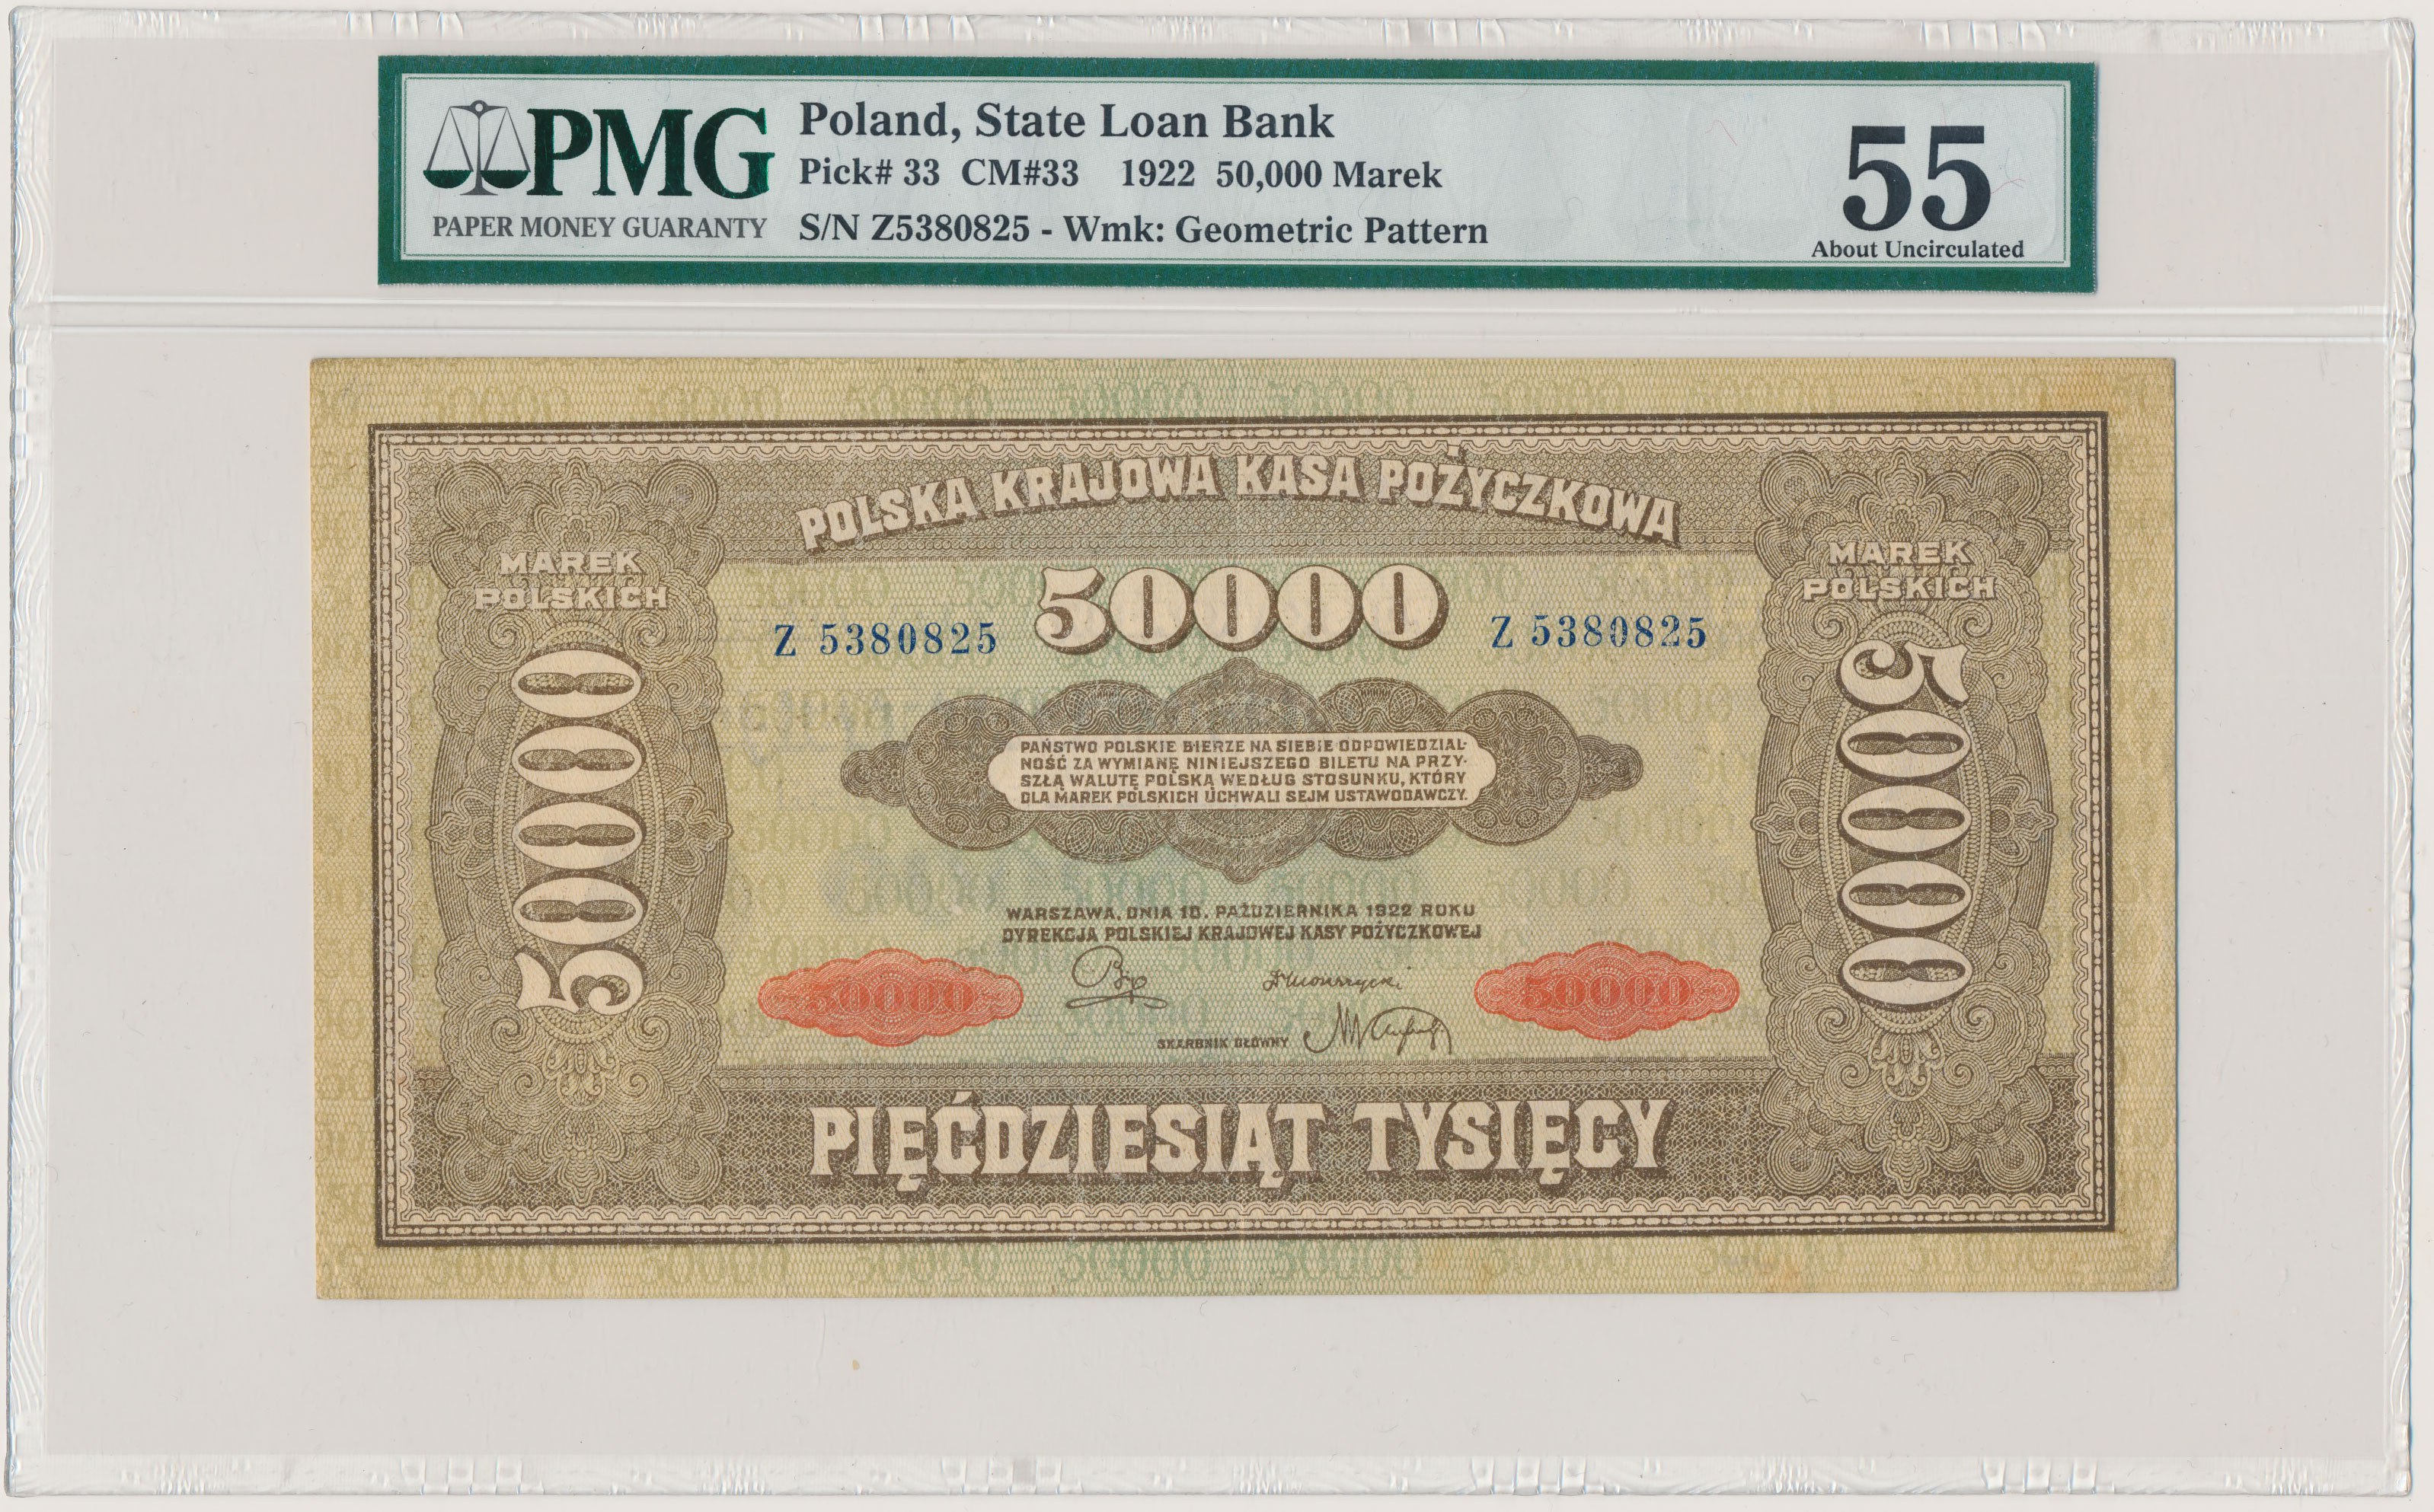 PMG
PAPER MONEY GUARANTY
Poland, State Loan Bank
Pick# 33 CM#33 1922 50,000 Marek
S/N Z5380825 - Wmk: Geometric Pattern
55
About Uncirculated
POLSKA KRAJOWA KASA POŻYCZKOWA
MAREK
POLSKICH
50000
MAREK
POLSKICH
Z 5380825
Z 5380825
50000
50000
PAŃSTWO POLSKIE BIERZE NA SIEBIE ODPOWIEDZIAL-
NOŚĆ ZA WYMIANĘ NINIEJSZEGO BILETU NA PRZY-
SZŁĄ WALUTĘ POLSKĄ WEDŁUG STOSUNKU, KTÓRY
DLA MAREK POLSKICH UCHWALI SEJM USTAWODAWCZY.
WARSZAWA, DNIA 10. PAŹDZIERNIKA 1922 ROKU
DYREKCJA POLSKIEJ KRAJOWEJ KASY POŻYCZKOWEJ
50000
50000
SKARBNIK GŁÓWNY
PIĘĆDZIESIĄT TYSIĘCY